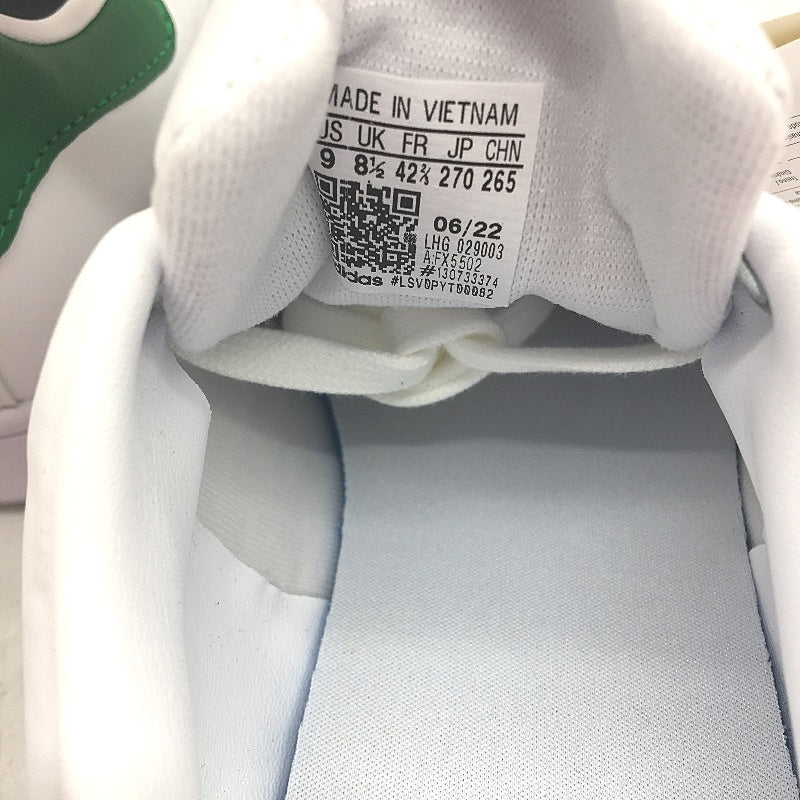 MADE IN VIETNAM
US UK FR JP CHN
9 8½ 42⅔ 270 265
06/22
LHG 029003
A:FX5502
#130733374
adidas #LSV0PYT00062